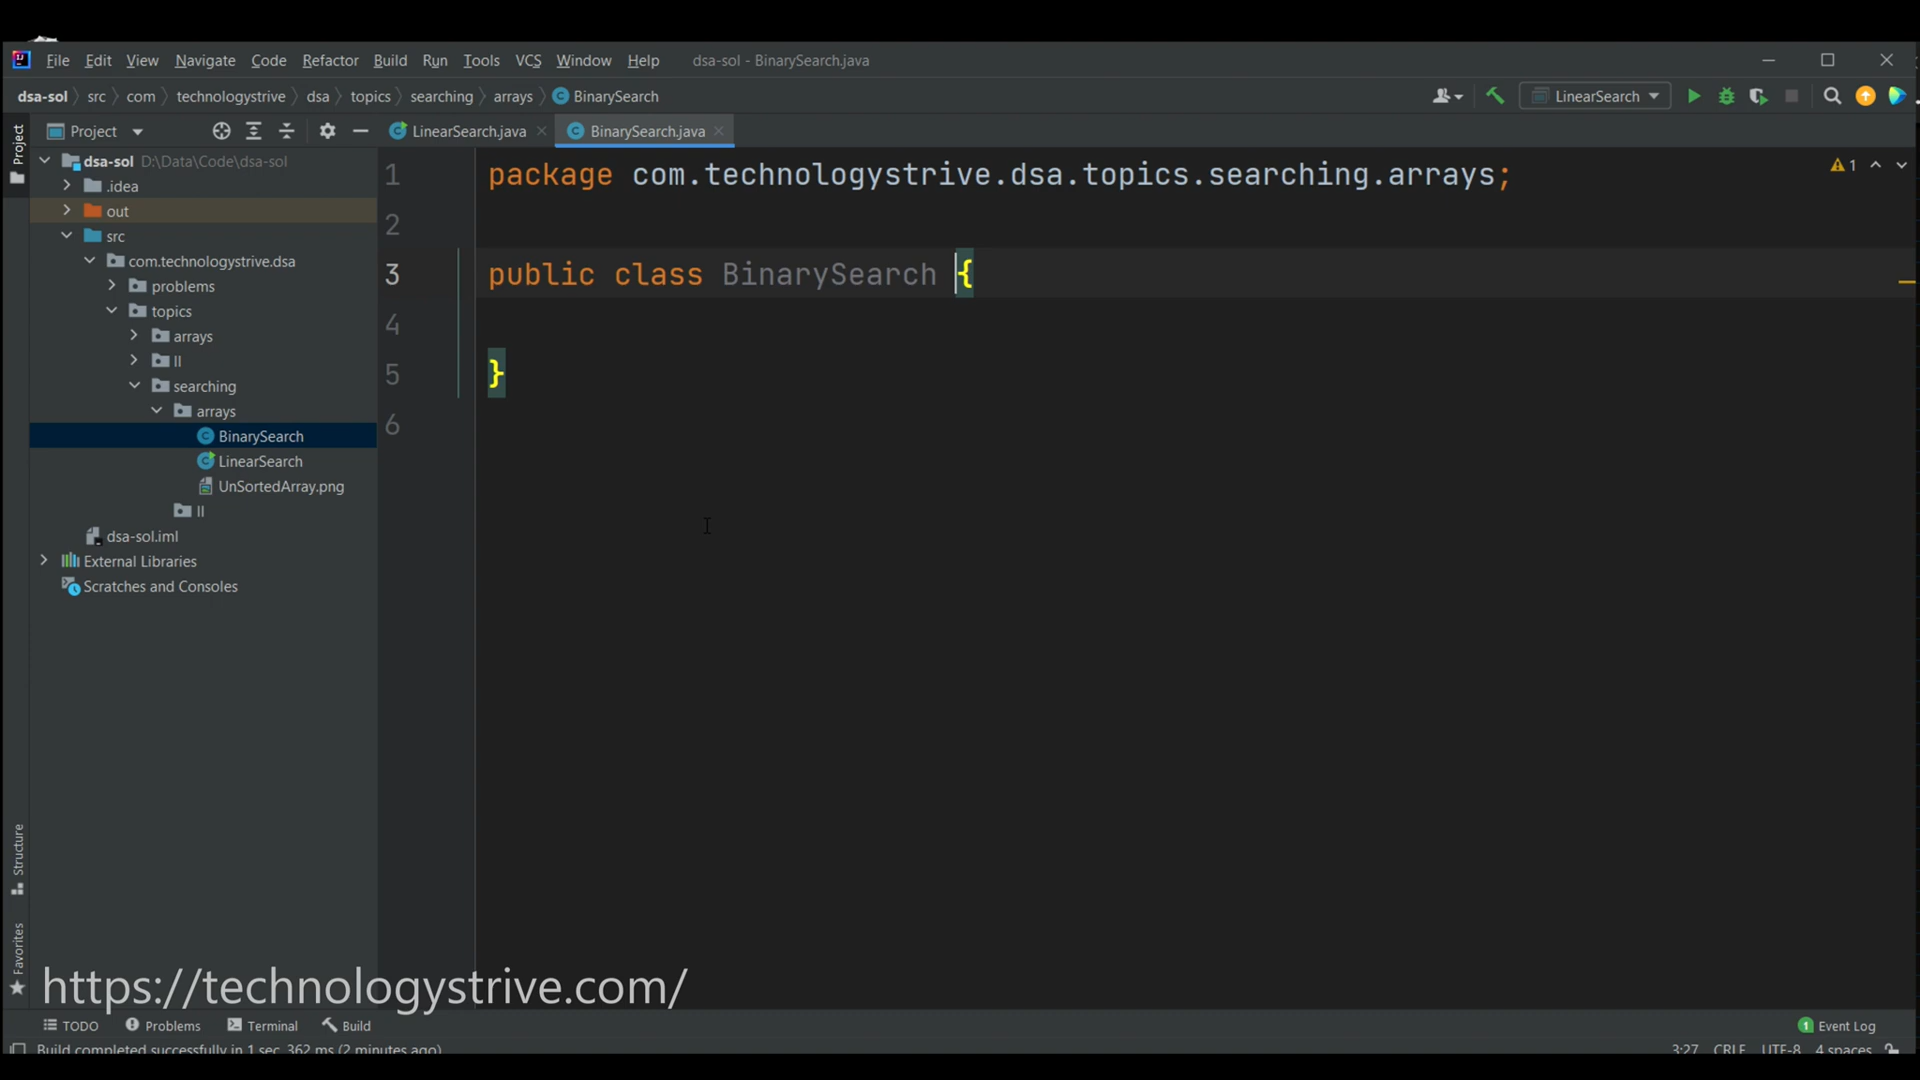 File Edit View Navigate Code Refactor Build Run Tools VCS Window Help dsa-sol - BinarySearch.java
dsa-sol src com technologystrive dsa topics searching arrays BinarySearch LinearSearch
Project LinearSearch.java BinarySearch.java
Project
dsa-sol D:\Data\Code\dsa-sol
.idea
out
src
com.technologystrive.dsa
problems
topics
arrays
ll
searching
arrays
BinarySearch
LinearSearch
UnSortedArray.png
ll
dsa-sol.iml
External Libraries
Scratches and Consoles
1 package com.technologystrive.dsa.topics.searching.arrays;
2
3 public class BinarySearch {
4
5 }
6
1
Structure
Favorites
https://technologystrive.com/
TODO Problems Terminal Build 1 Event Log
Build completed successfully in 1 sec, 362 ms (2 minutes ago) 3:27 CRLF UTF-8 4 spaces